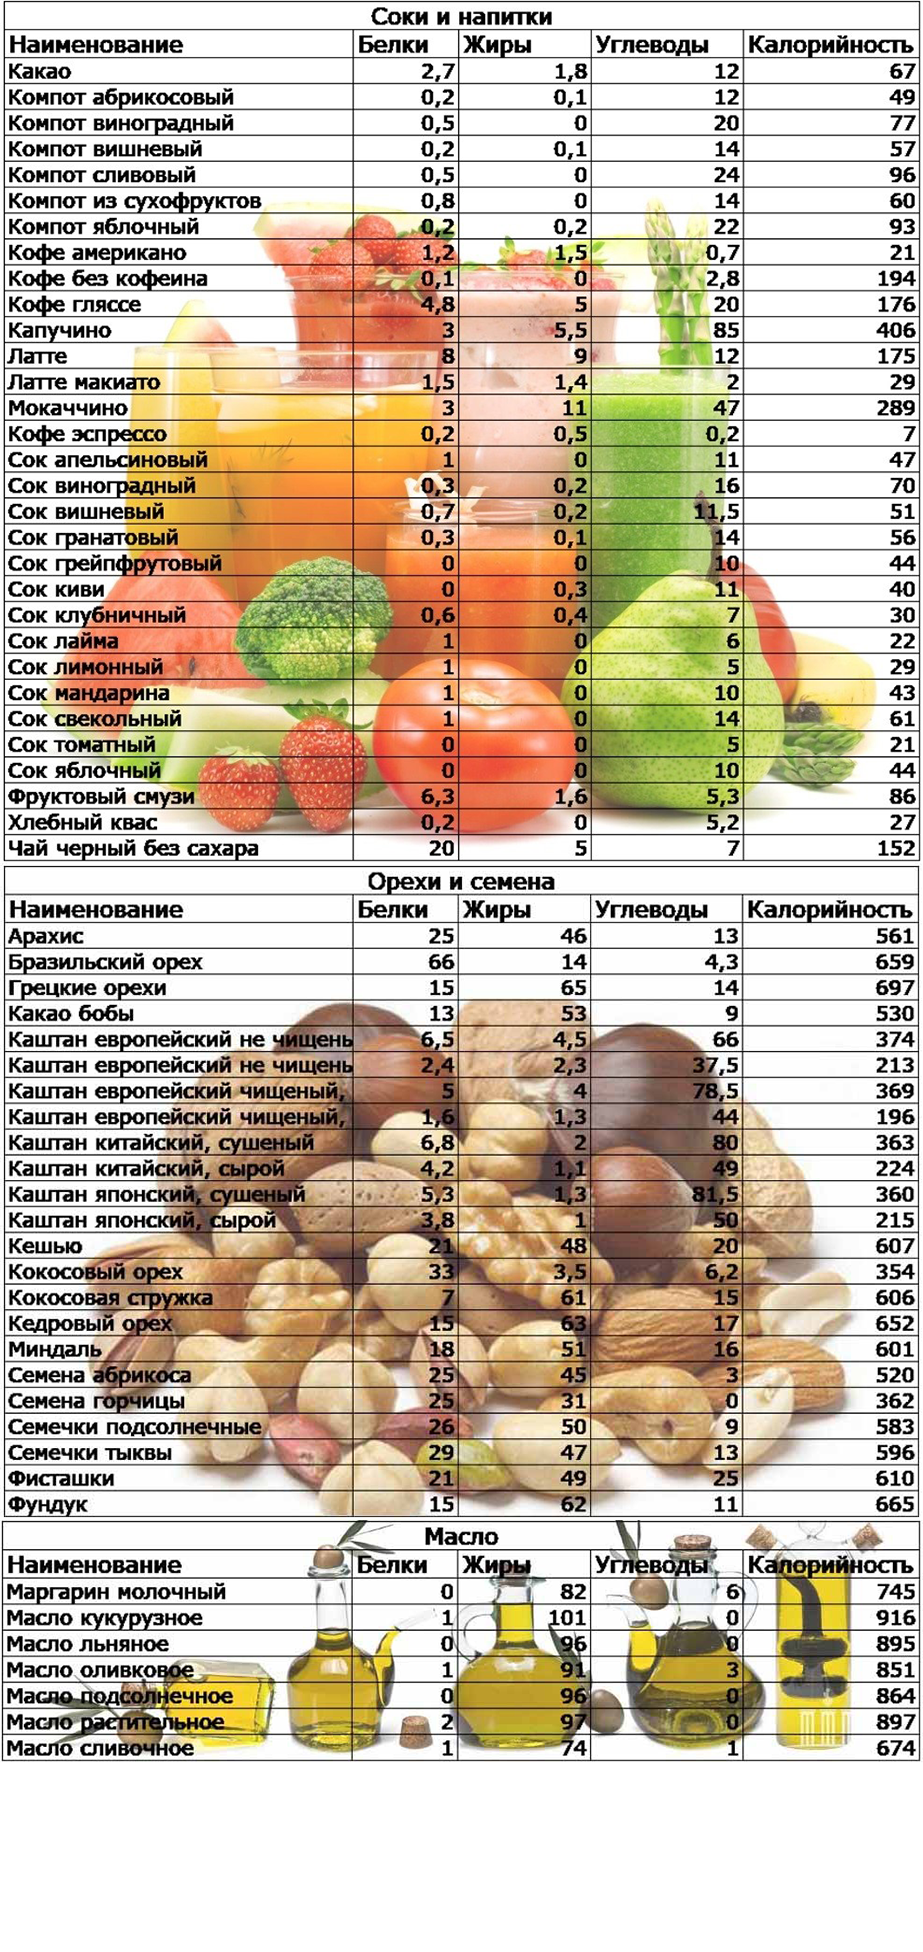 Соки и напитки
Наименование Белки Жиры Углеводы Калорийность
Какао 2,7 1,8 12 67
Компот абрикосовый 0,2 0,1 12 49
Компот виноградный 0,5 0 20 77
Компот вишневый 0,2 0,1 14 57
Компот сливовый 0,5 0 24 96
Компот из сухофруктов 0,8 0 14 60
Компот яблочный 0,2 0,2 22 93
Кофе американо 1,2 1,5 0,7 21
Кофе без кофеина 0,1 0 2,8 194
Кофе гляссе 4,8 5 20 176
Капучино 3 5,5 85 406
Латте 8 9 12 175
Латте макиато 1,5 1,4 2 29
Мокаччино 3 11 47 289
Кофе эспрессо 0,2 0,5 0,2 7
Сок апельсиновый 1 0 11 47
Сок виноградный 0,3 0,2 16 70
Сок вишневый 0,7 0,2 11,5 51
Сок гранатовый 0,3 0,1 14 56
Сок грейпфрутовый 0 0 10 44
Сок киви 0 0,3 11 40
Сок клубничный 0,6 0,4 7 30
Сок лайма 1 0 6 22
Сок лимонный 1 0 5 29
Сок мандарина 1 0 10 43
Сок свекольный 1 0 14 61
Сок томатный 0 0 5 21
Сок яблочный 0 0 10 44
Фруктовый смузи 6,3 1,6 5,3 86
Хлебный квас 0,2 0 5,2 27
Чай черный без сахара 20 5 7 152
Орехи и семена
Наименование Белки Жиры Углеводы Калорийность
Арахис 25 46 13 561
Бразильский орех 66 14 4,3 659
Грецкие орехи 15 65 14 697
Какао бобы 13 53 9 530
Каштан европейский не чищень 6,5 4,5 66 374
Каштан европейский не чищень 2,4 2,3 37,5 213
Каштан европейский чищеный, 5 4 78,5 369
Каштан европейский чищеный, 1,6 1,3 44 196
Каштан китайский, сушеный 6,8 2 80 363
Каштан китайский, сырой 4,2 1,1 49 224
Каштан японский, сушеный 5,3 1,3 81,5 360
Каштан японский, сырой 3,8 1 50 215
Кешью 21 48 20 607
Кокосовый орех 33 3,5 6,2 354
Кокосовая стружка 7 61 15 606
Кедровый орех 15 63 17 652
Миндаль 18 51 16 601
Семена абрикоса 25 45 3 520
Семена горчицы 25 31 0 362
Семечки подсолнечные 26 50 9 583
Семечки тыквы 29 47 13 596
Фисташки 21 49 25 610
Фундук 15 62 11 665
Масло
Наименование Белки Жиры Углеводы Калорийность
Маргарин молочный 0 82 6 745
Масло кукурузное 1 101 0 916
Масло льняное 0 96 0 895
Масло оливковое 1 91 3 851
Масло подсолнечное 0 96 0 864
Масло растительное 2 97 0 897
Масло сливочное 1 74 1 674